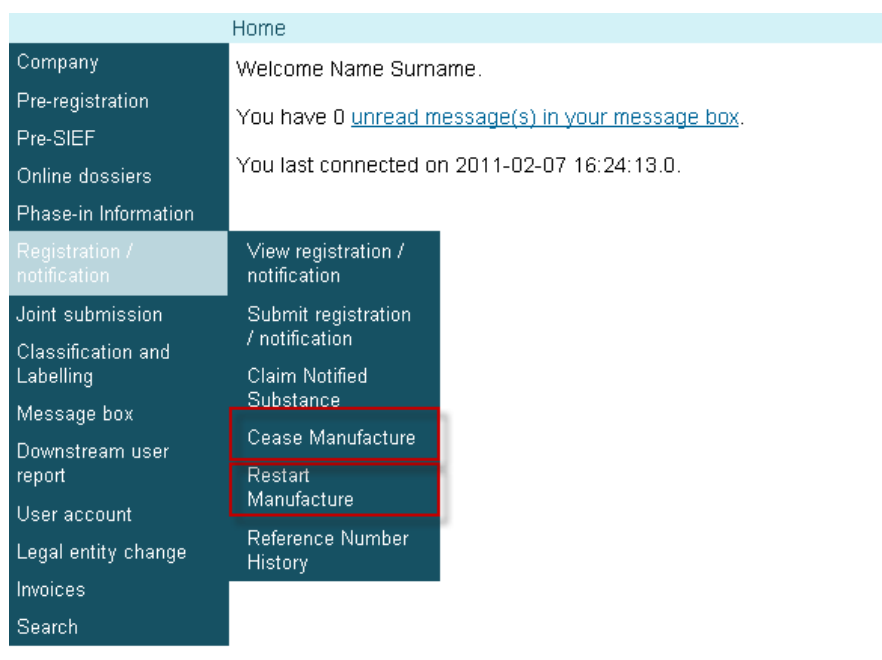 Home
Company
Pre-registration
Pre-SIEF
Online dossiers
Phase-in Information
Registration /
notification
Joint submission
Classification and
Labelling
Message box
Downstream user
report
User account
Legal entity change
Invoices
Search
Welcome Name Surname.
You have 0 unread message(s) in your message box.
You last connected on 2011-02-07 16:24:13.0.
View registration /
notification
Submit registration
/ notification
Claim Notified
Substance
Cease Manufacture
Restart
Manufacture
Reference Number
History